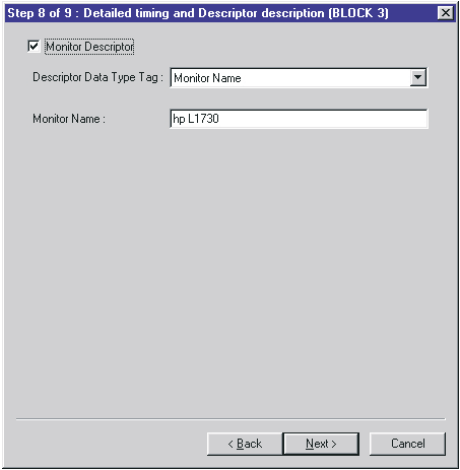 Step 8 of 9 : Detailed timing and Descriptor description (BLOCK 3)
Monitor Descriptor
Descriptor Data Type Tag : Monitor Name
Monitor Name : hp L1730
< Back Next > Cancel